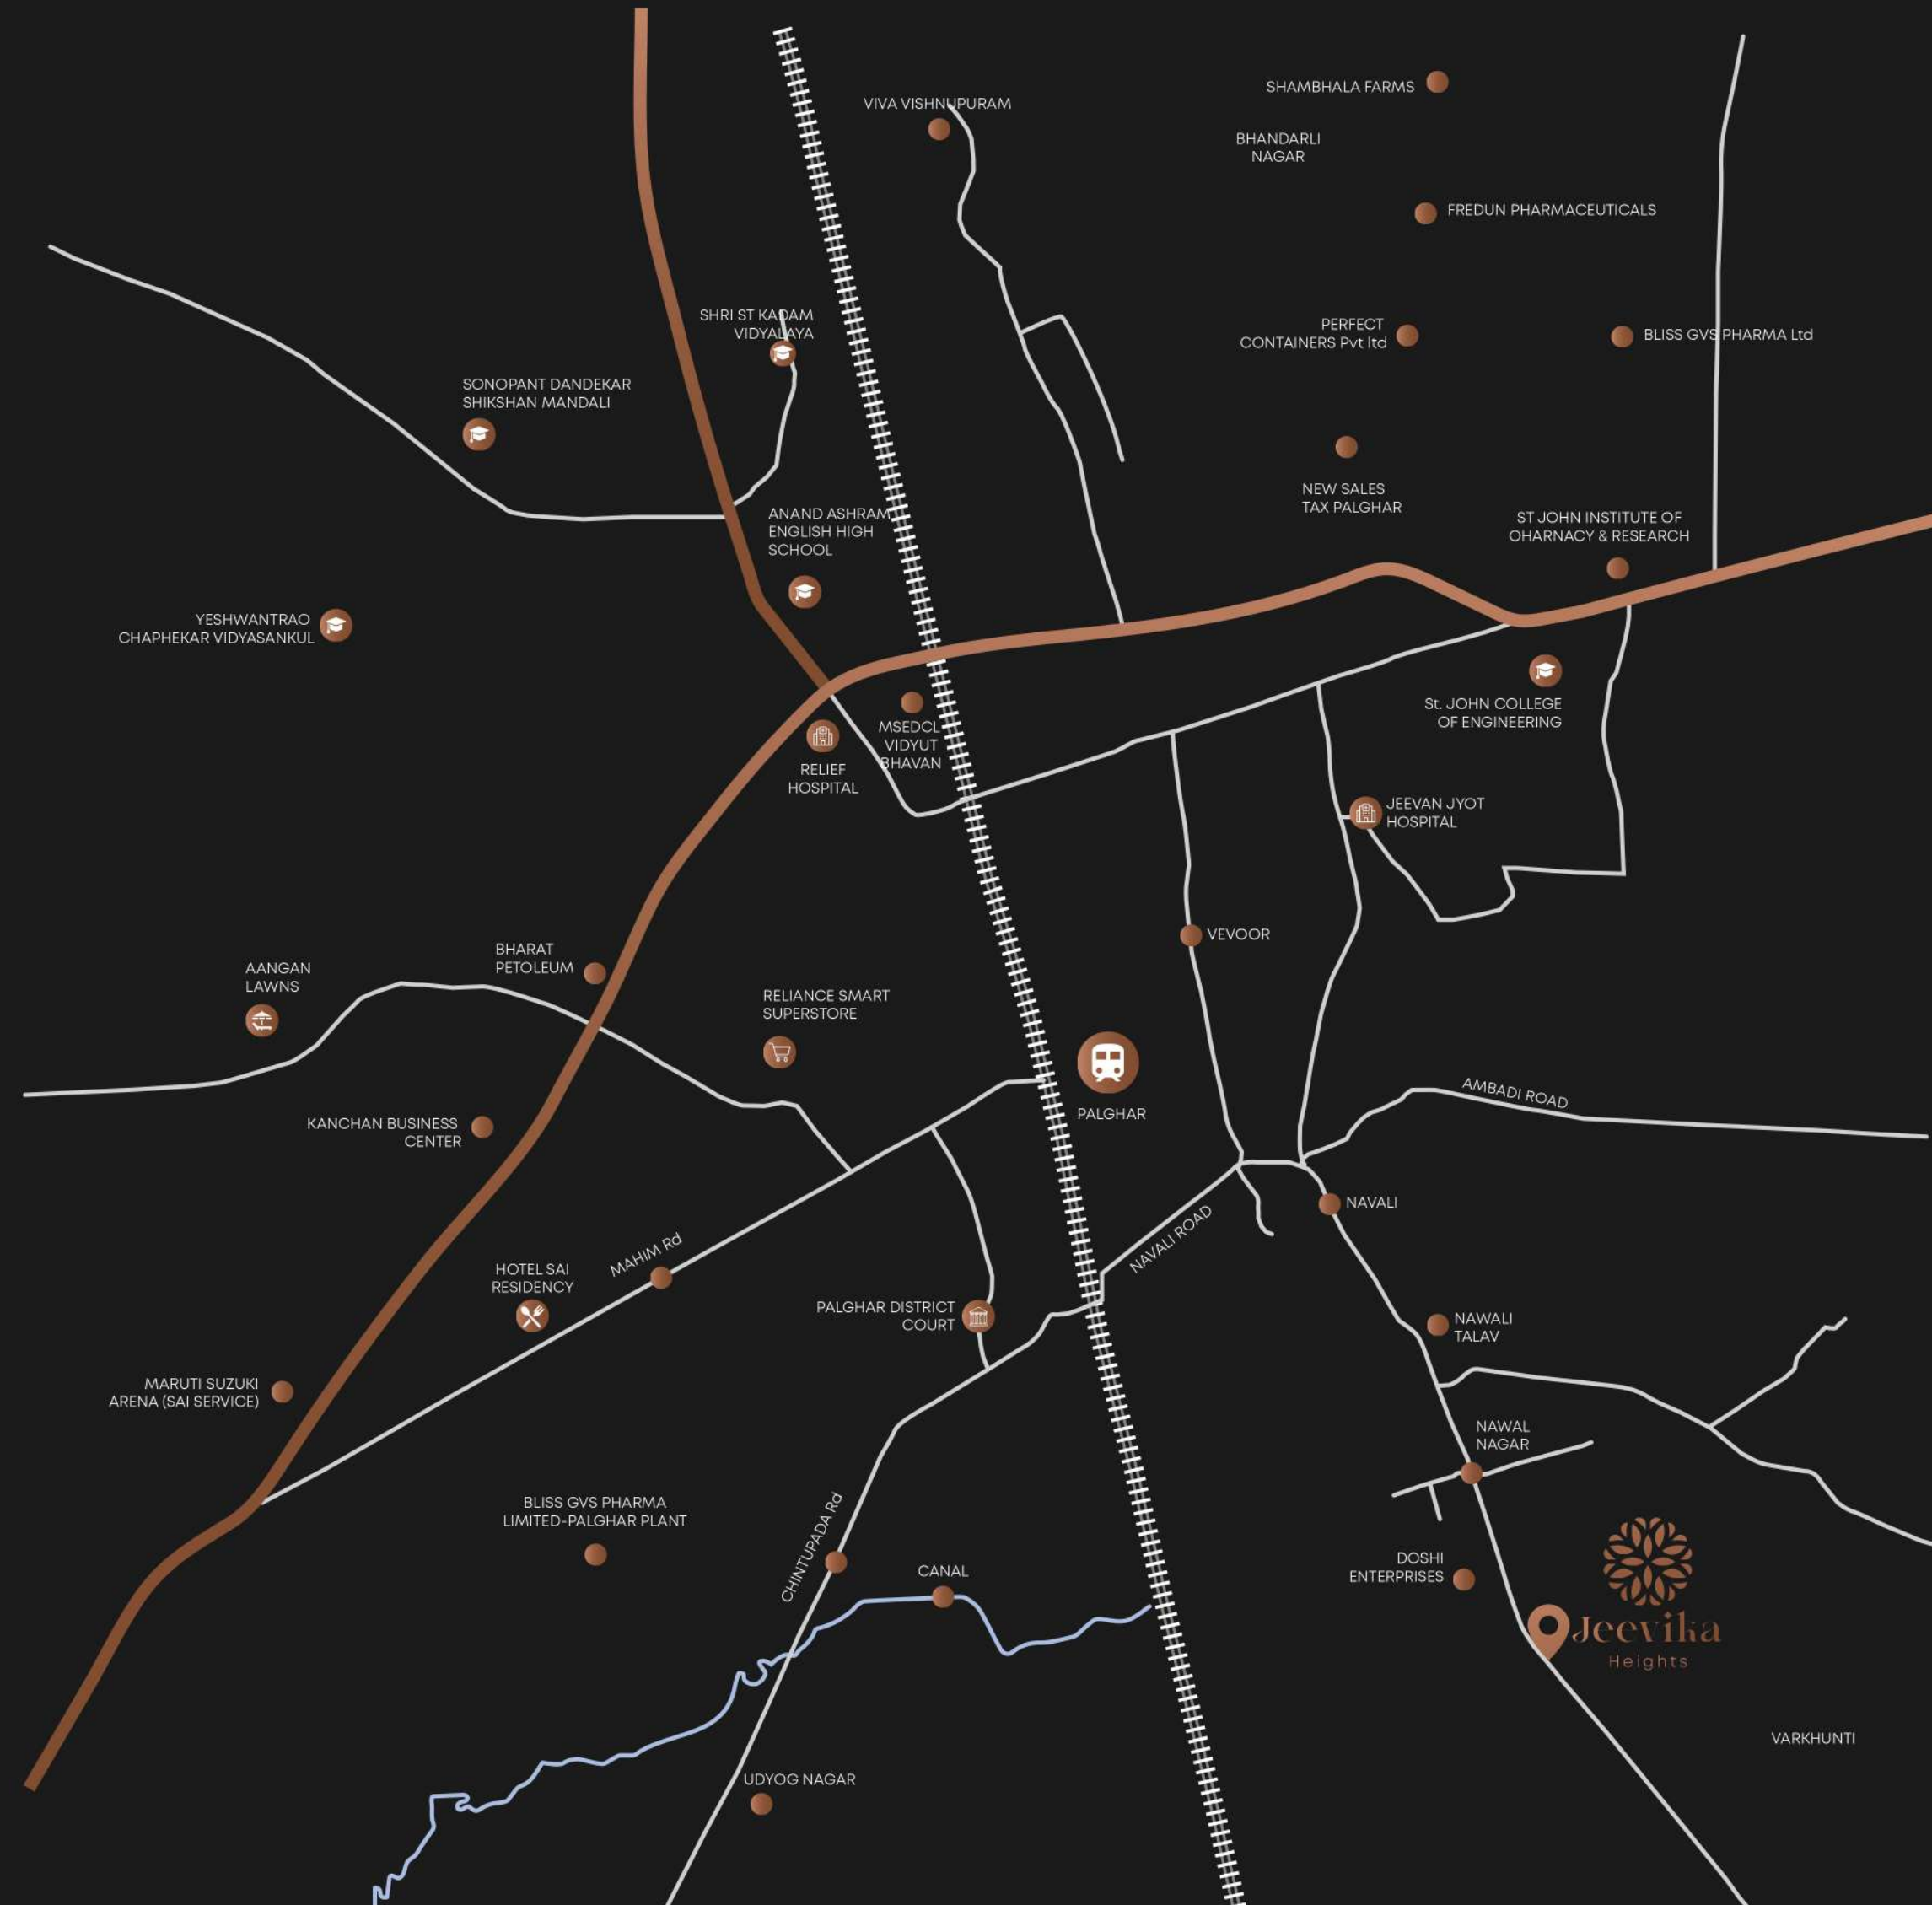 SHAMBHALA FARMS
VIVA VISHNUPURAM
BHANDARLI
NAGAR
FREDUN PHARMACEUTICALS
SHRI ST KADAM
VIDYALAYA
PERFECT
CONTAINERS Pvt ltd
BLISS GVS PHARMA Ltd
SONOPANT DANDEKAR
SHIKSHAN MANDALI
NEW SALES
TAX PALGHAR
ANAND ASHRAM
ENGLISH HIGH
SCHOOL
ST JOHN INSTITUTE OF
OHARNACY & RESEARCH
YESHWANTRAO
CHAPHEKAR VIDYASANKUL
St. JOHN COLLEGE
OF ENGINEERING
MSEDCL
VIDYUT
BHAVAN
RELIEF
HOSPITAL
JEEVAN JYOT
HOSPITAL
VEVOOR
BHARAT
PETOLEUM
AANGAN
LAWNS
RELIANCE SMART
SUPERSTORE
PALGHAR
AMBADI ROAD
KANCHAN BUSINESS
CENTER
NAVALI
NAVALI ROAD
MAHIM Rd
HOTEL SAI
RESIDENCY
PALGHAR DISTRICT
COURT
NAWALI
TALAV
MARUTI SUZUKI
ARENA (SAI SERVICE)
NAWAL
NAGAR
BLISS GVS PHARMA
LIMITED-PALGHAR PLANT
CHINTUPADA Rd
CANAL
DOSHI
ENTERPRISES
Jeevika
Heights
VARKHUNTI
UDYOG NAGAR